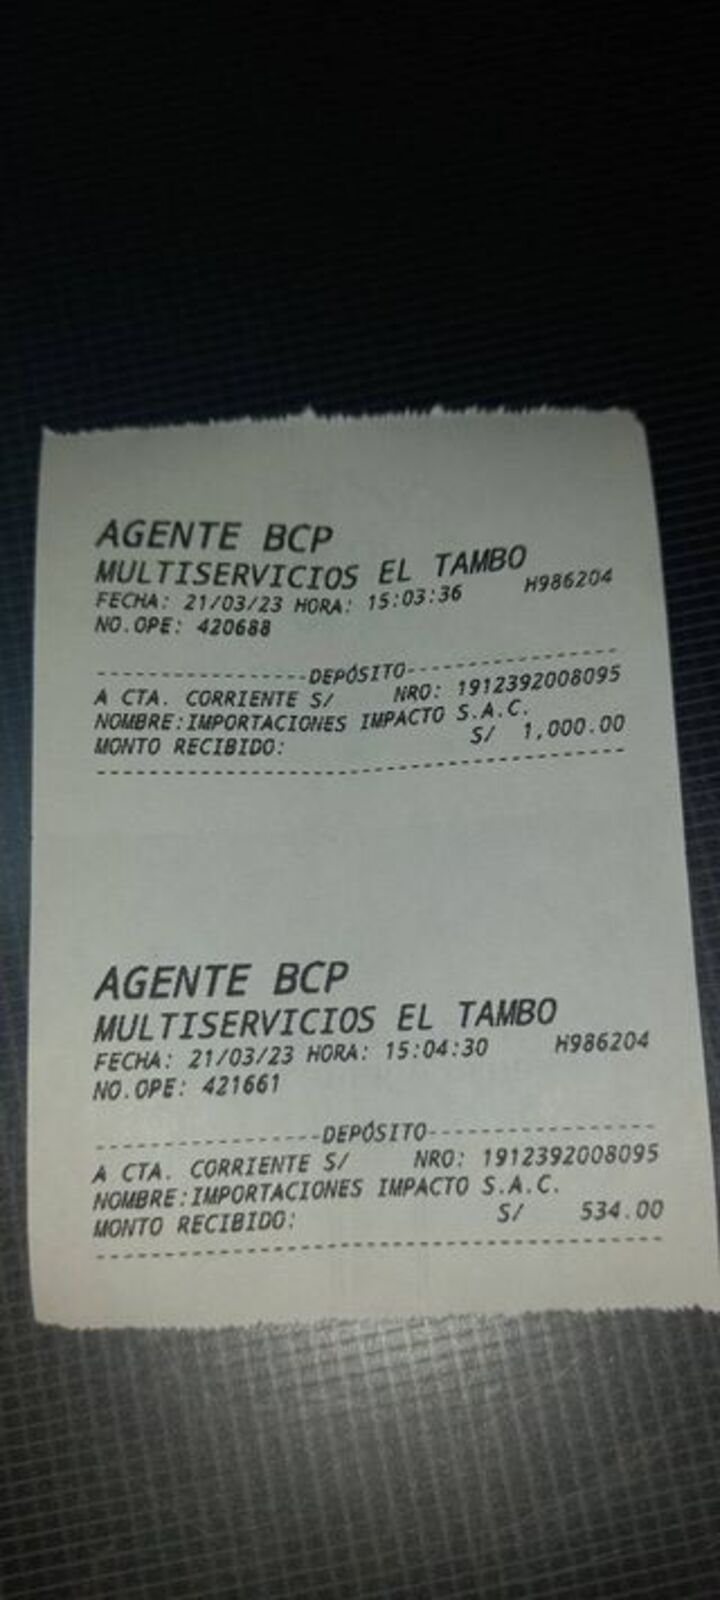 AGENTE BCP
MULTISERVICIOS EL TAMBO
FECHA: 21/03/23 HORA: 15:03:36 H986204
NO.OPE: 420688
-----------------DEPÓSITO-----------------
A CTA. CORRIENTE S/ NRO: 1912392008095
NOMBRE:IMPORTACIONES IMPACTO S.A.C.
MONTO RECIBIDO: S/ 1,000.00
------------------------------------------
AGENTE BCP
MULTISERVICIOS EL TAMBO
FECHA: 21/03/23 HORA: 15:04:30 H986204
NO.OPE: 421661
-----------------DEPÓSITO-----------------
A CTA. CORRIENTE S/ NRO: 1912392008095
NOMBRE:IMPORTACIONES IMPACTO S.A.C.
MONTO RECIBIDO: S/ 534.00
------------------------------------------